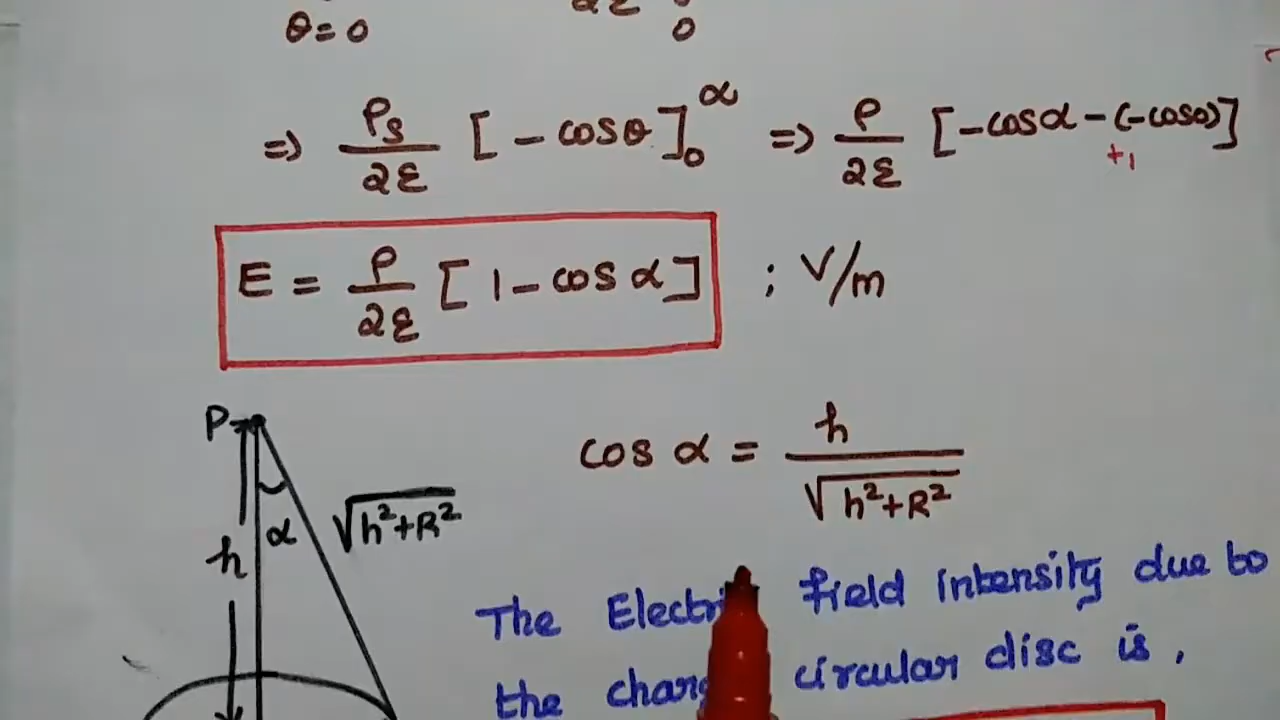 θ = 0 2ε 0
=> ρs/2ε [- cosθ]₀^α => ρ/2ε [-cosα - (-cos0)]
+1
E = ρ/2ε [1 - cos α] ; V/m
P
cos α = h/√h²+R²
α √h²+R²
h
The Electri field intensity due to
the charg circular disc is,